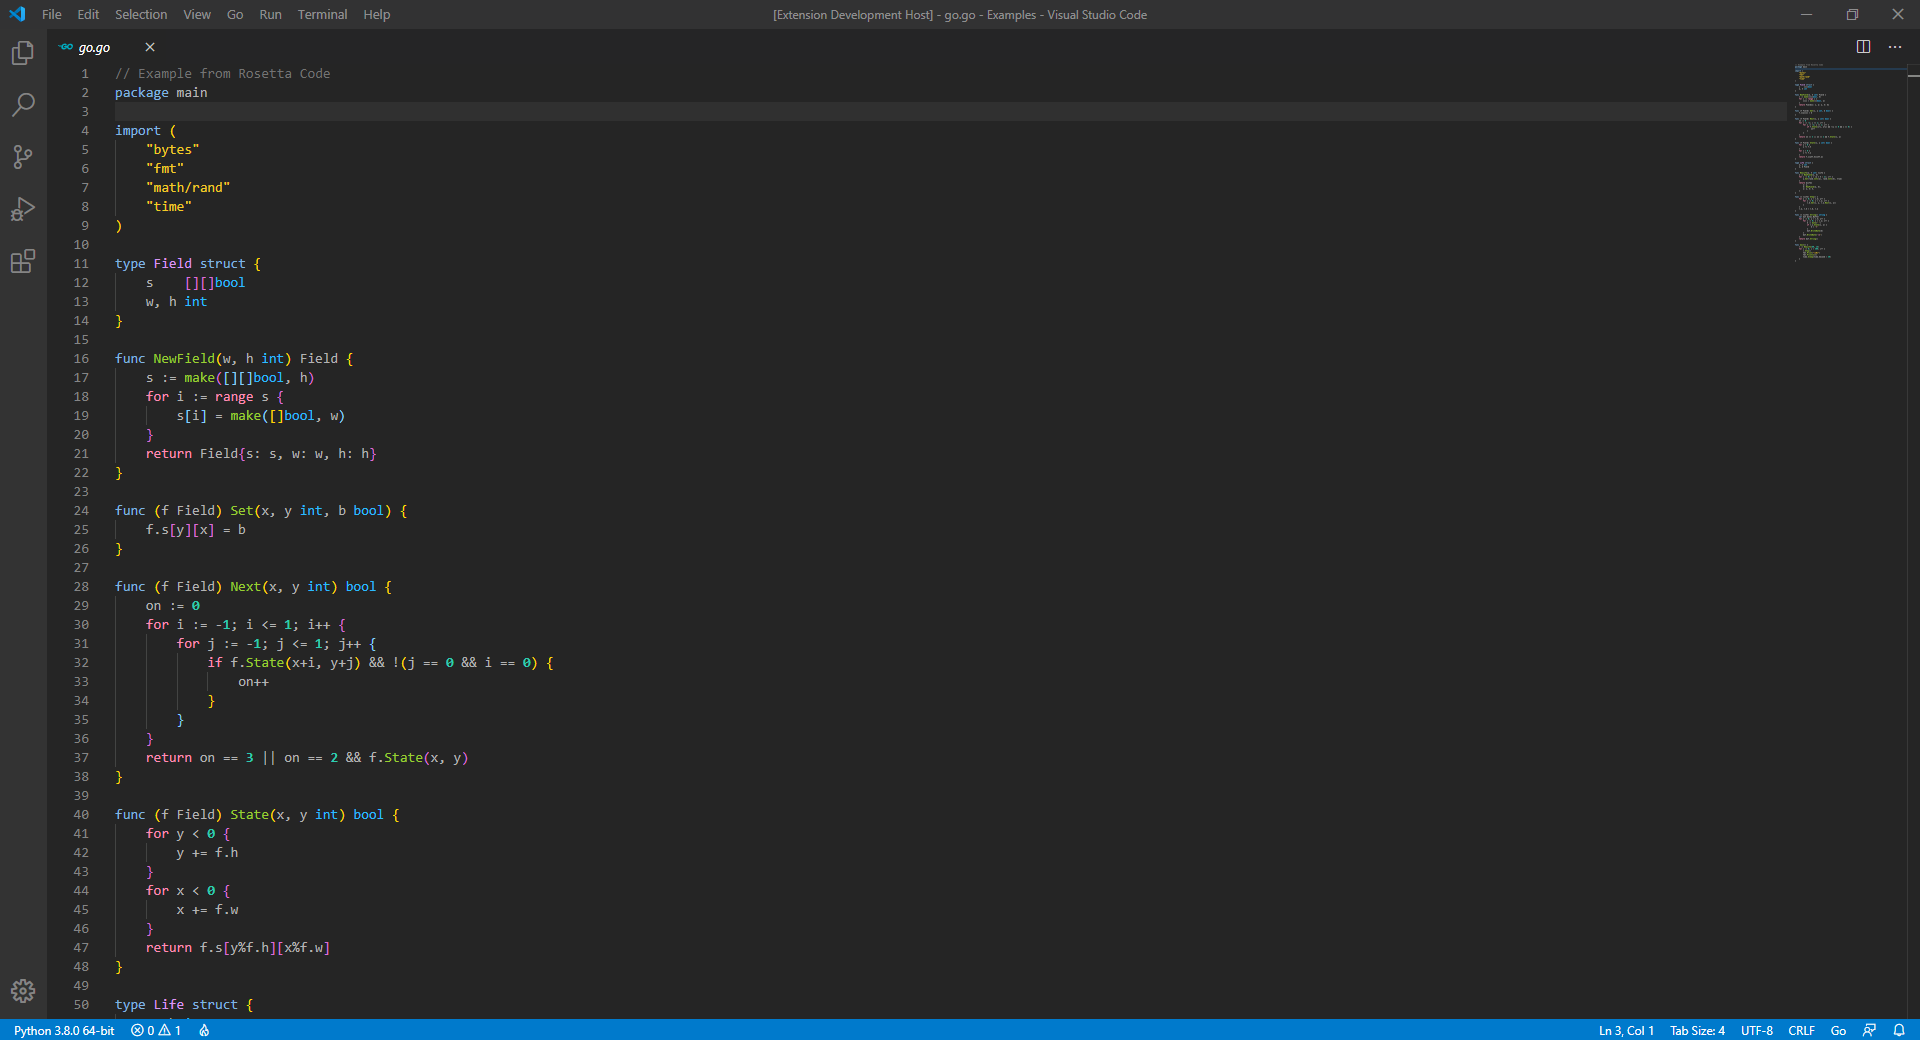 File Edit Selection View Go Run Terminal Help [Extension Development Host] - go.go - Examples - Visual Studio Code
go.go
1 // Example from Rosetta Code
2 package main
3
4 import (
5 "bytes"
6 "fmt"
7 "math/rand"
8 "time"
9 )
10
11 type Field struct {
12 s    [][]bool
13 w, h int
14 }
15
16 func NewField(w, h int) Field {
17 s := make([][]bool, h)
18 for i := range s {
19 s[i] = make([]bool, w)
20 }
21 return Field{s: s, w: w, h: h}
22 }
23
24 func (f Field) Set(x, y int, b bool) {
25 f.s[y][x] = b
26 }
27
28 func (f Field) Next(x, y int) bool {
29 on := 0
30 for i := -1; i <= 1; i++ {
31 for j := -1; j <= 1; j++ {
32 if f.State(x+i, y+j) && !(j == 0 && i == 0) {
33 on++
34 }
35 }
36 }
37 return on == 3 || on == 2 && f.State(x, y)
38 }
39
40 func (f Field) State(x, y int) bool {
41 for y < 0 {
42 y += f.h
43 }
44 for x < 0 {
45 x += f.w
46 }
47 return f.s[y%f.h][x%f.w]
48 }
49
50 type Life struct {
Python 3.8.0 64-bit 0 1 Ln 3, Col 1 Tab Size: 4 UTF-8 CRLF Go